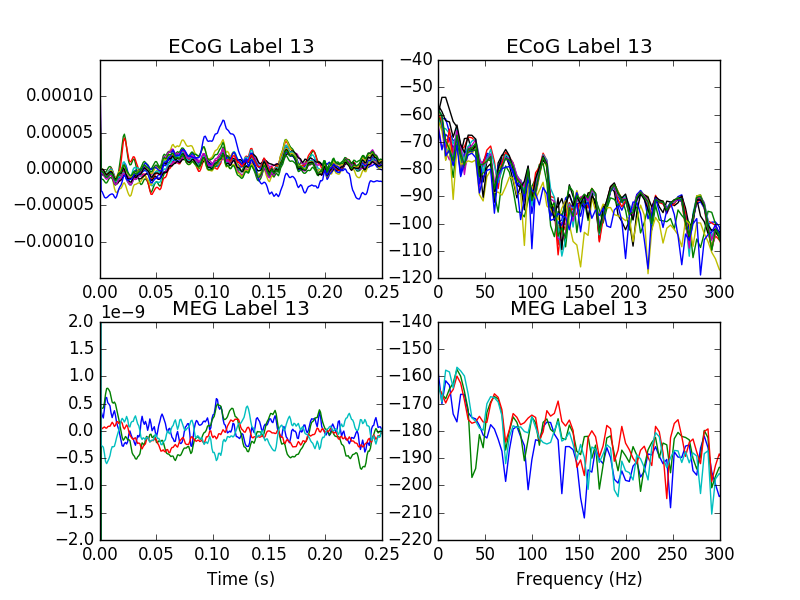 ECoG Label 13
0.00010
0.00005
0.00000
−0.00005
−0.00010
0.00 0.05 0.10 0.15 0.20 0.25
ECoG Label 13
−40
−50
−60
−70
−80
−90
−100
−110
−120
0 50 100 150 200 250 300
MEG Label 13
1e−9
2.0
1.5
1.0
0.5
0.0
−0.5
−1.0
−1.5
−2.0
0.00 0.05 0.10 0.15 0.20 0.25
Time (s)
MEG Label 13
−140
−150
−160
−170
−180
−190
−200
−210
−220
0 50 100 150 200 250 300
Frequency (Hz)